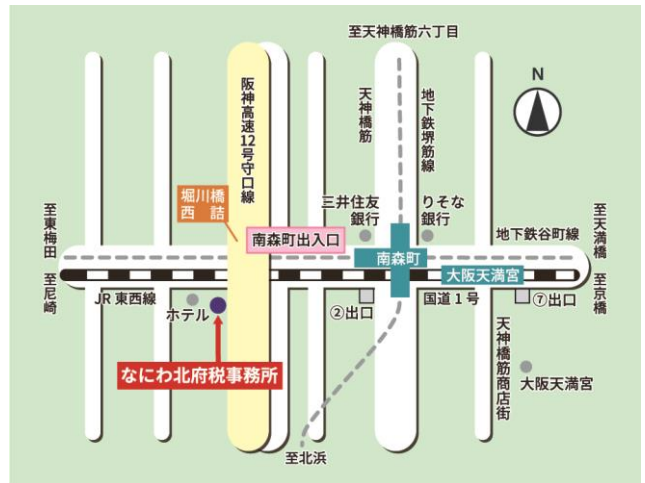 至天神橋筋六丁目
N
阪神高速12号守口線
天神橋筋
地下鉄堺筋線
堀川橋
西詰
三井住友
銀行
りそな
銀行
至東梅田
南森町出入口
南森町
地下鉄谷町線
至天満橋
大阪天満宮
至尼崎
JR東西線
ホテル
②出口
国道1号
⑦出口
至京橋
なにわ北府税事務所
天神橋筋商店街
大阪天満宮
至北浜